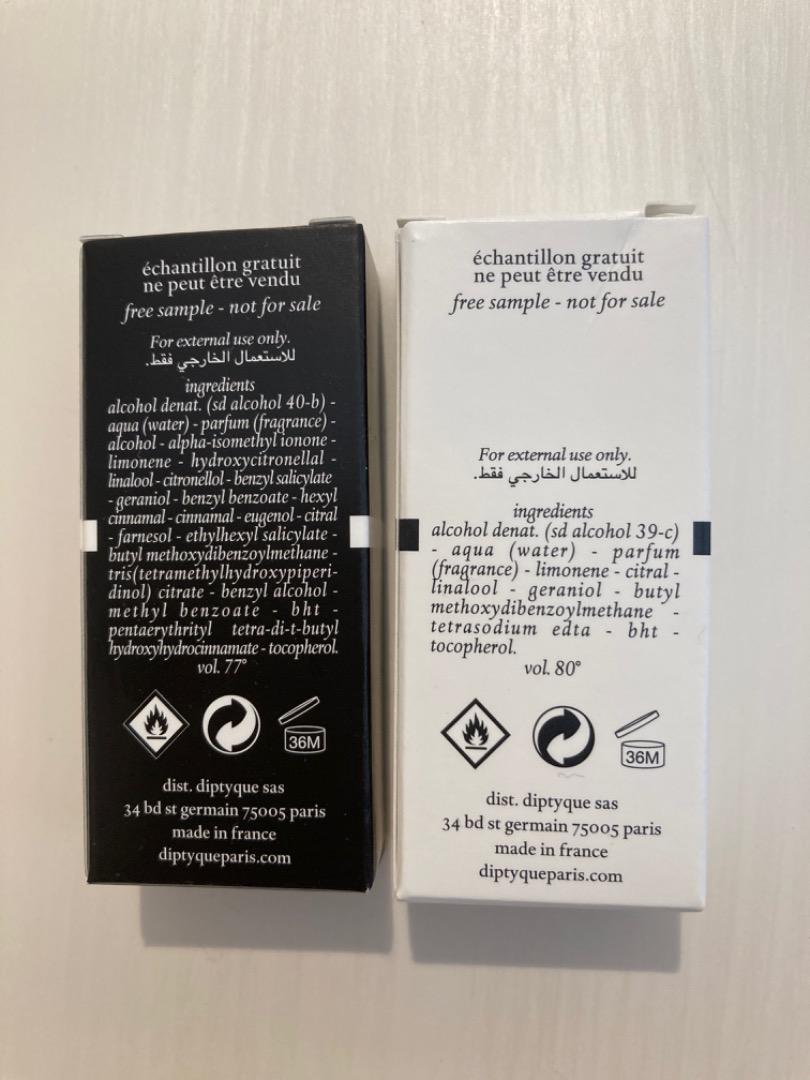 échantillon gratuit
ne peut être vendu
free sample - not for sale
For external use only.
للاستعمال الخارجي فقط.
ingredients
alcohol denat. (sd alcohol 40-b) -
aqua (water) - parfum (fragrance) -
alcohol - alpha-isomethyl ionone -
limonene - hydroxycitronellal -
linalool - citronellol - benzyl salicylate
- geraniol - benzyl benzoate - hexyl
cinnamal - cinnamal - eugenol - citral
- farnesol - ethylhexyl salicylate -
butyl methoxydibenzoylmethane -
tris(tetramethylhydroxypiperi-
dinol) citrate - benzyl alcohol -
methyl benzoate - bht -
pentaerythrityl tetra-di-t-butyl
hydroxyhydrocinnamate - tocopherol.
vol. 77°
36M
dist. diptyque sas
34 bd st germain 75005 paris
made in france
diptyqueparis.com
échantillon gratuit
ne peut être vendu
free sample - not for sale
For external use only.
للاستعمال الخارجي فقط.
ingredients
alcohol denat. (sd alcohol 39-c)
- aqua (water) - parfum
(fragrance) - limonene - citral -
linalool - geraniol - butyl
methoxydibenzoylmethane -
tetrasodium edta - bht -
tocopherol.
vol. 80°
36M
dist. diptyque sas
34 bd st germain 75005 paris
made in france
diptyqueparis.com